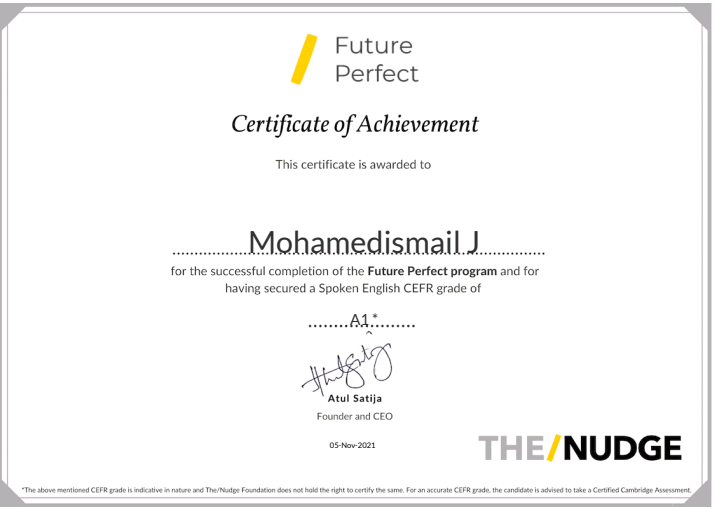 Future
Perfect
Certificate of Achievement
This certificate is awarded to
Mohamedismail J
for the successful completion of the Future Perfect program and for
having secured a Spoken English CEFR grade of
A1*
Atul Satija
Founder and CEO
05-Nov-2021
THE/NUDGE
*The above mentioned CEFR grade is indicative in nature and The/Nudge Foundation does not hold the right to certify the same. For an accurate CEFR grade, the candidate is advised to take a Certified Cambridge Assessment.